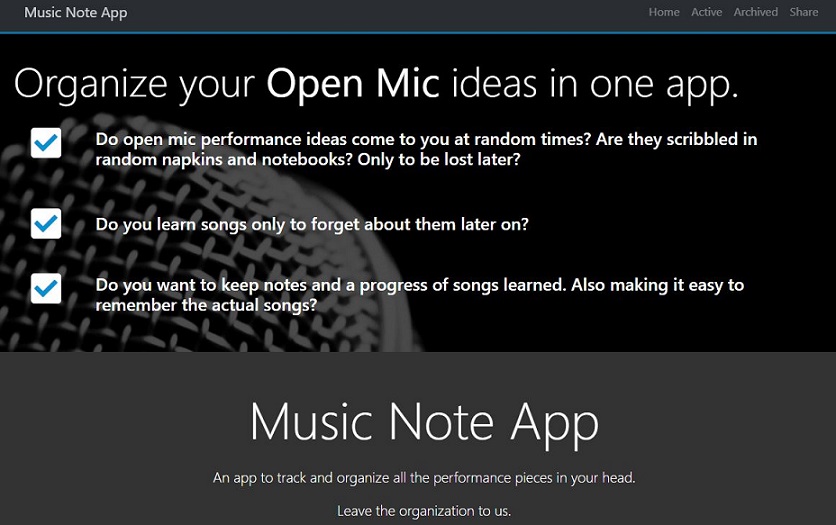 Music Note App
Home Active Archived Share
Organize your Open Mic ideas in one app.
Do open mic performance ideas come to you at random times? Are they scribbled in
random napkins and notebooks? Only to be lost later?
Do you learn songs only to forget about them later on?
Do you want to keep notes and a progress of songs learned. Also making it easy to
remember the actual songs?
Music Note App
An app to track and organize all the performance pieces in your head.
Leave the organization to us.